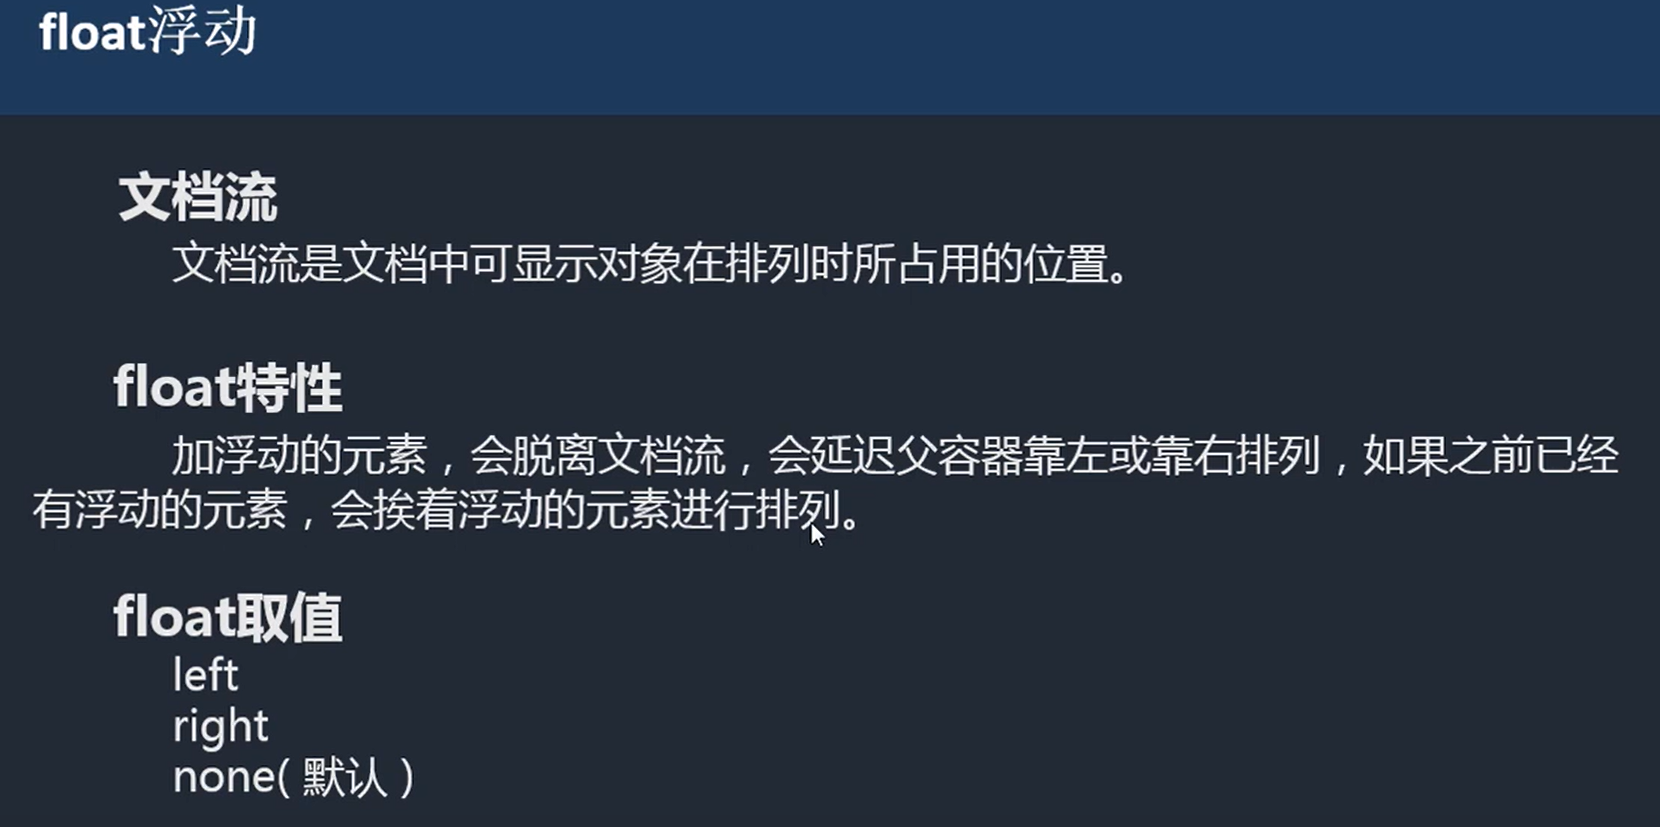 float浮动
文档流
文档流是文档中可显示对象在排列时所占用的位置。
float特性
加浮动的元素，会脱离文档流，会延迟父容器靠左或靠右排列，如果之前已经
有浮动的元素，会挨着浮动的元素进行排列。
float取值
left
right
none( 默认 )